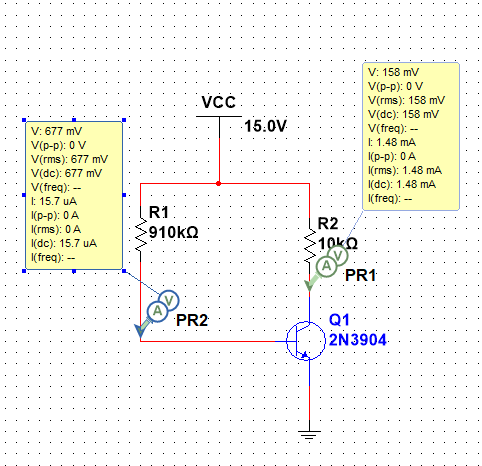 VCC
15.0V
V: 677 mV
V(p-p): 0 V
V(rms): 677 mV
V(dc): 677 mV
V(freq): --
I: 15.7 uA
I(p-p): 0 A
I(rms): 0 A
I(dc): 15.7 uA
I(freq): --
V: 158 mV
V(p-p): 0 V
V(rms): 158 mV
V(dc): 158 mV
V(freq): --
I: 1.48 mA
I(p-p): 0 A
I(rms): 1.48 mA
I(dc): 1.48 mA
I(freq): --
R1
910kΩ
R2
10kΩ
V
A
PR1
V
A
PR2
Q1
2N3904